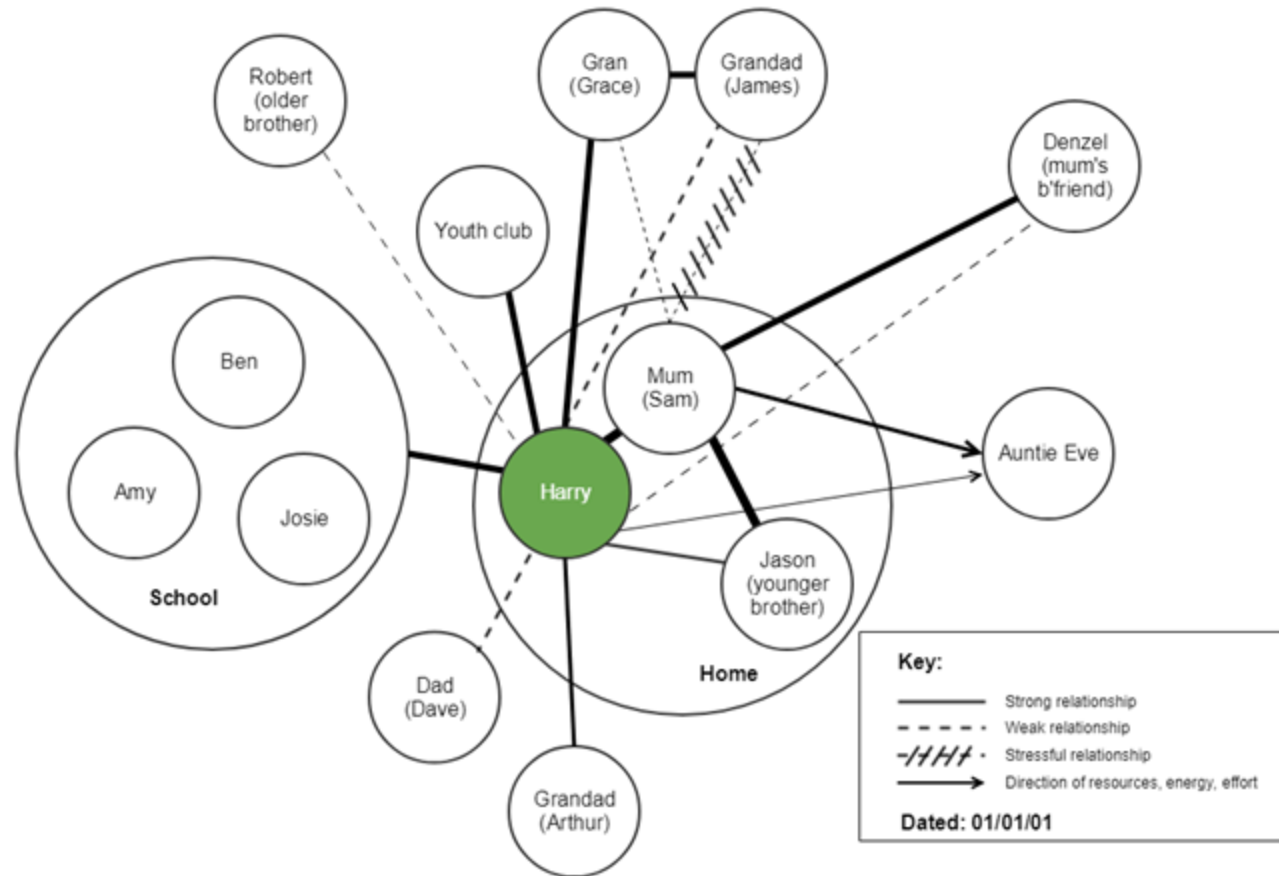 Robert
(older
brother)
Gran
(Grace)
Grandad
(James)
Denzel
(mum's
b'friend)
Youth club
Ben
Amy
Josie
School
Mum
(Sam)
Harry
Auntie Eve
Jason
(younger
brother)
Home
Dad
(Dave)
Grandad
(Arthur)
Key:
Strong relationship
Weak relationship
Stressful relationship
Direction of resources, energy, effort
Dated: 01/01/01